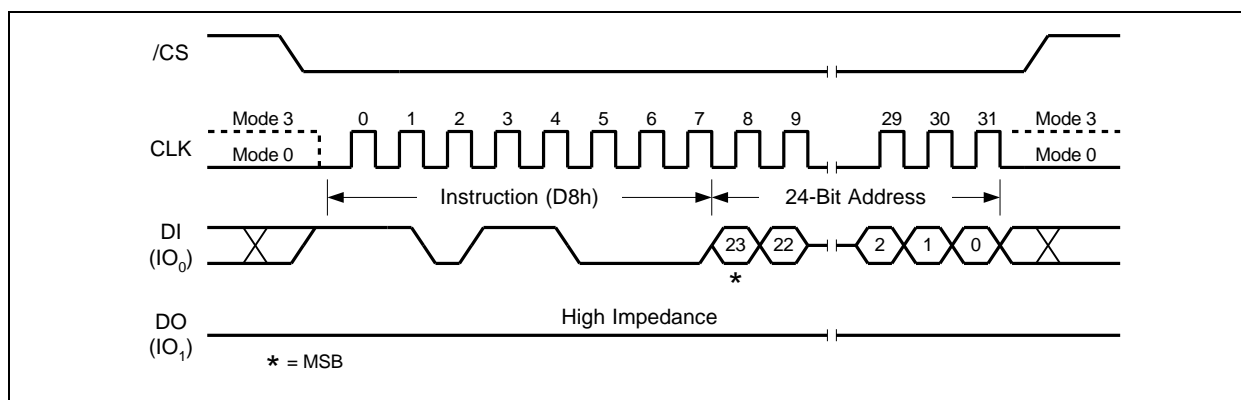 /CS
Mode 3 0 1 2 3 4 5 6 7 8 9 29 30 31 Mode 3
CLK Mode 0 Mode 0
Instruction (D8h) 24-Bit Address
DI
(IO0) 23 22 2 1 0
*
DO High Impedance
(IO1)
* = MSB